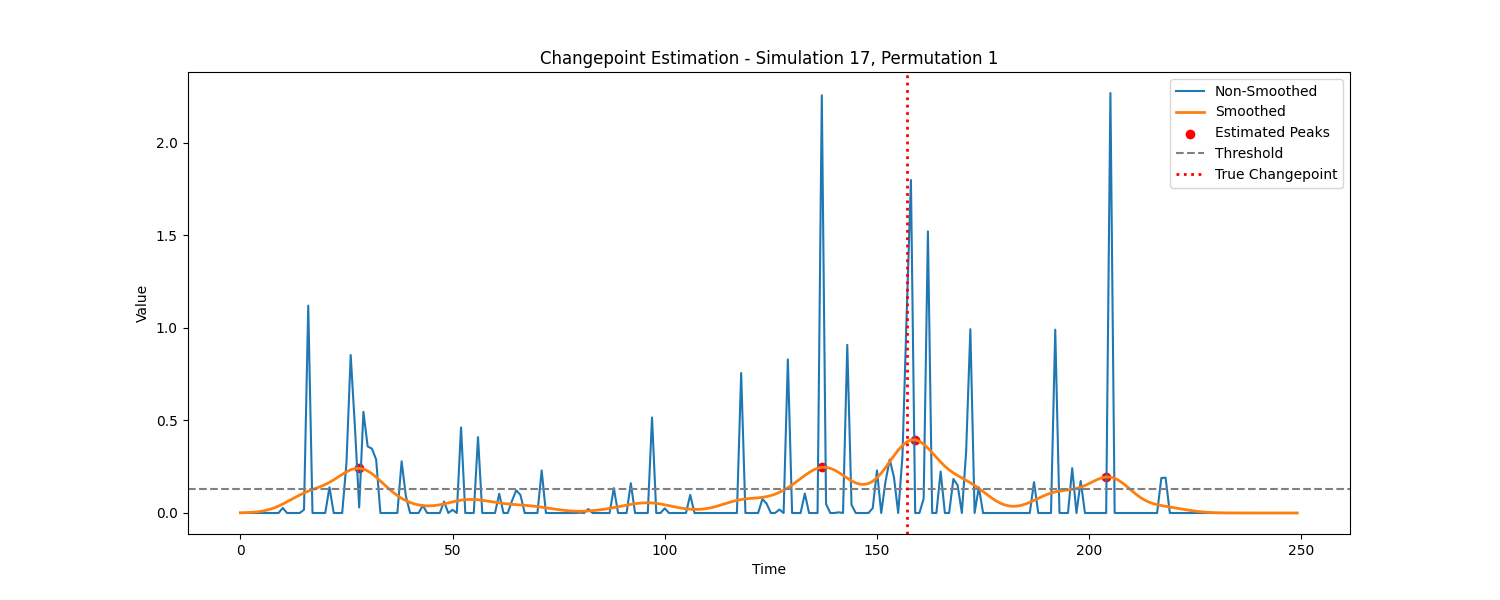 Changepoint Estimation - Simulation 17, Permutation 1
Non-Smoothed
Smoothed
Estimated Peaks
Threshold
True Changepoint
Value
2.0
1.5
1.0
0.5
0.0
0 50 100 150 200 250
Time